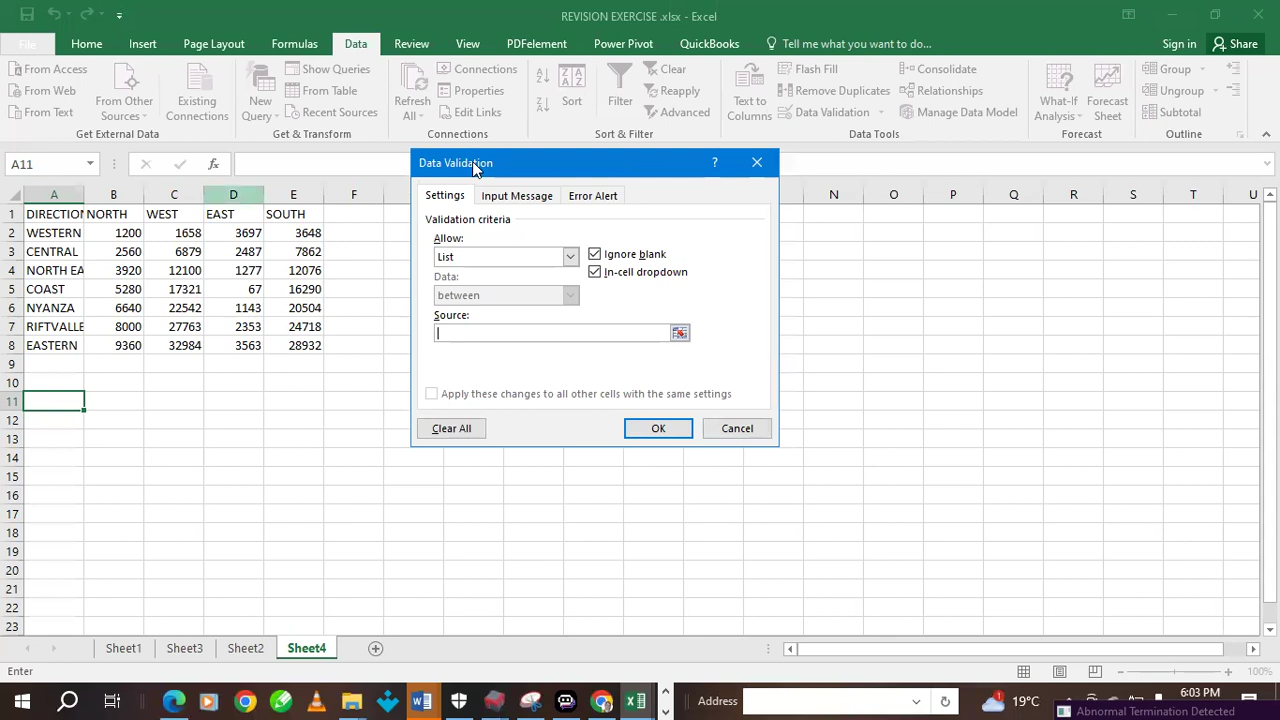 REVISION EXERCISE .xlsx - Excel
File Home Insert Page Layout Formulas Data Review View PDFelement Power Pivot QuickBooks Tell me what you want to do... Sign in Share
From Access
From Web
From Text
From Other Sources
Existing Connections
Get External Data
New Query
Show Queries
From Table
Recent Sources
Get & Transform
Refresh All
Connections
Properties
Edit Links
Connections
Sort
Filter
Clear
Reapply
Advanced
Sort & Filter
Text to Columns
Flash Fill
Remove Duplicates
Data Validation
Consolidate
Relationships
Manage Data Model
Data Tools
What-If Analysis
Forecast Sheet
Forecast
Group
Ungroup
Subtotal
Outline
A11
fx
A B C D E F N O P Q R S T U
1 DIRECTION NORTH WEST EAST SOUTH
2 WESTERN 1200 1658 3697 3648
3 CENTRAL 2560 6879 2487 7862
4 NORTH EA 3920 12100 1277 12076
5 COAST 5280 17321 67 16290
6 NYANZA 6640 22542 1143 20504
7 RIFTVALLE 8000 27763 2353 24718
8 EASTERN 9360 32984 3563 28932
9
10
11
12
13
14
15
16
17
18
19
20
21
22
23
Data Validation ?
Settings Input Message Error Alert
Validation criteria
Allow:
List
Ignore blank
In-cell dropdown
Data:
between
Source:
Apply these changes to all other cells with the same settings
Clear All OK Cancel
Sheet1 Sheet3 Sheet2 Sheet4
Enter 100%
Address 1 19°C 6:03 PM
Abnormal Termination Detected